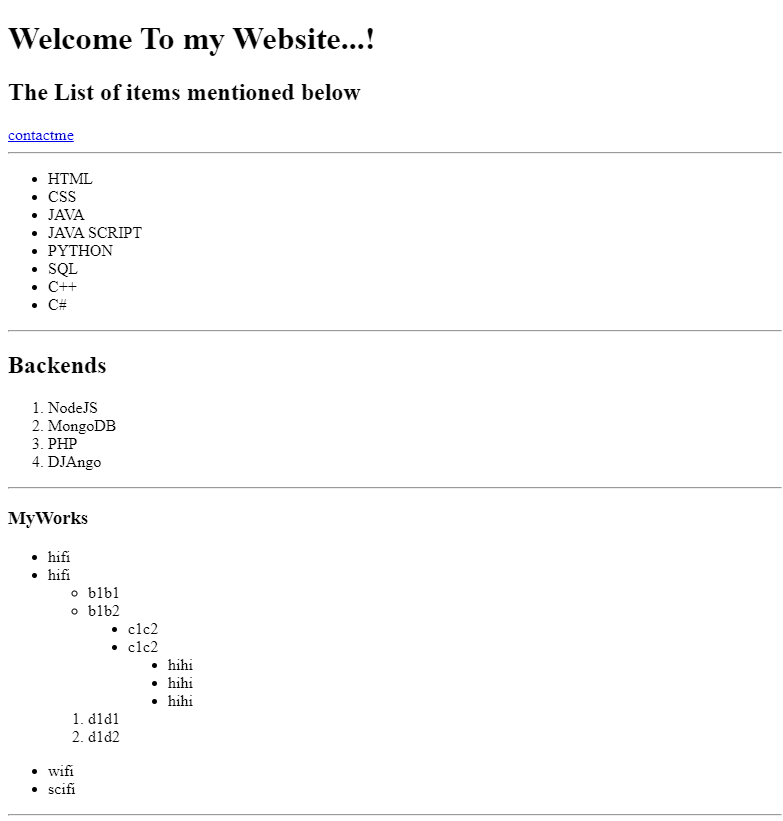 Welcome To my Website...!
The List of items mentioned below
contactme
HTML
CSS
JAVA
JAVA SCRIPT
PYTHON
SQL
C++
C#
Backends
1. NodeJS
2. MongoDB
3. PHP
4. DJAngo
MyWorks
hifi
hifi
b1b1
b1b2
c1c2
c1c2
hihi
hihi
hihi
1. d1d1
2. d1d2
wifi
scifi